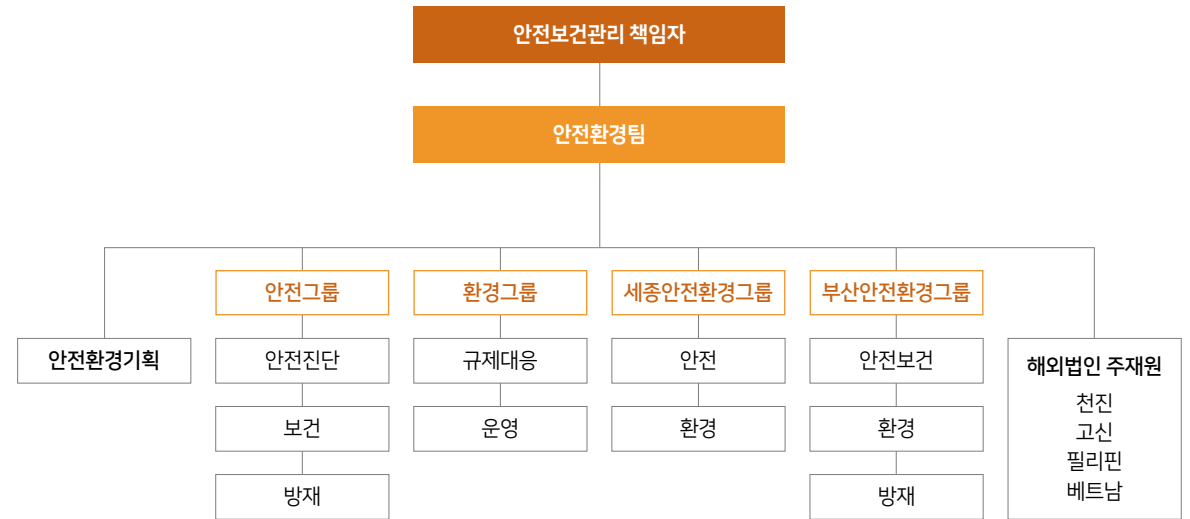 안전보건관리 책임자
안전환경팀
안전환경기획
안전그룹
안전진단
보건
방재
환경그룹
규제대응
운영
세종안전환경그룹
안전
환경
부산안전환경그룹
안전보건
환경
방재
해외법인 주재원
천진
고신
필리핀
베트남